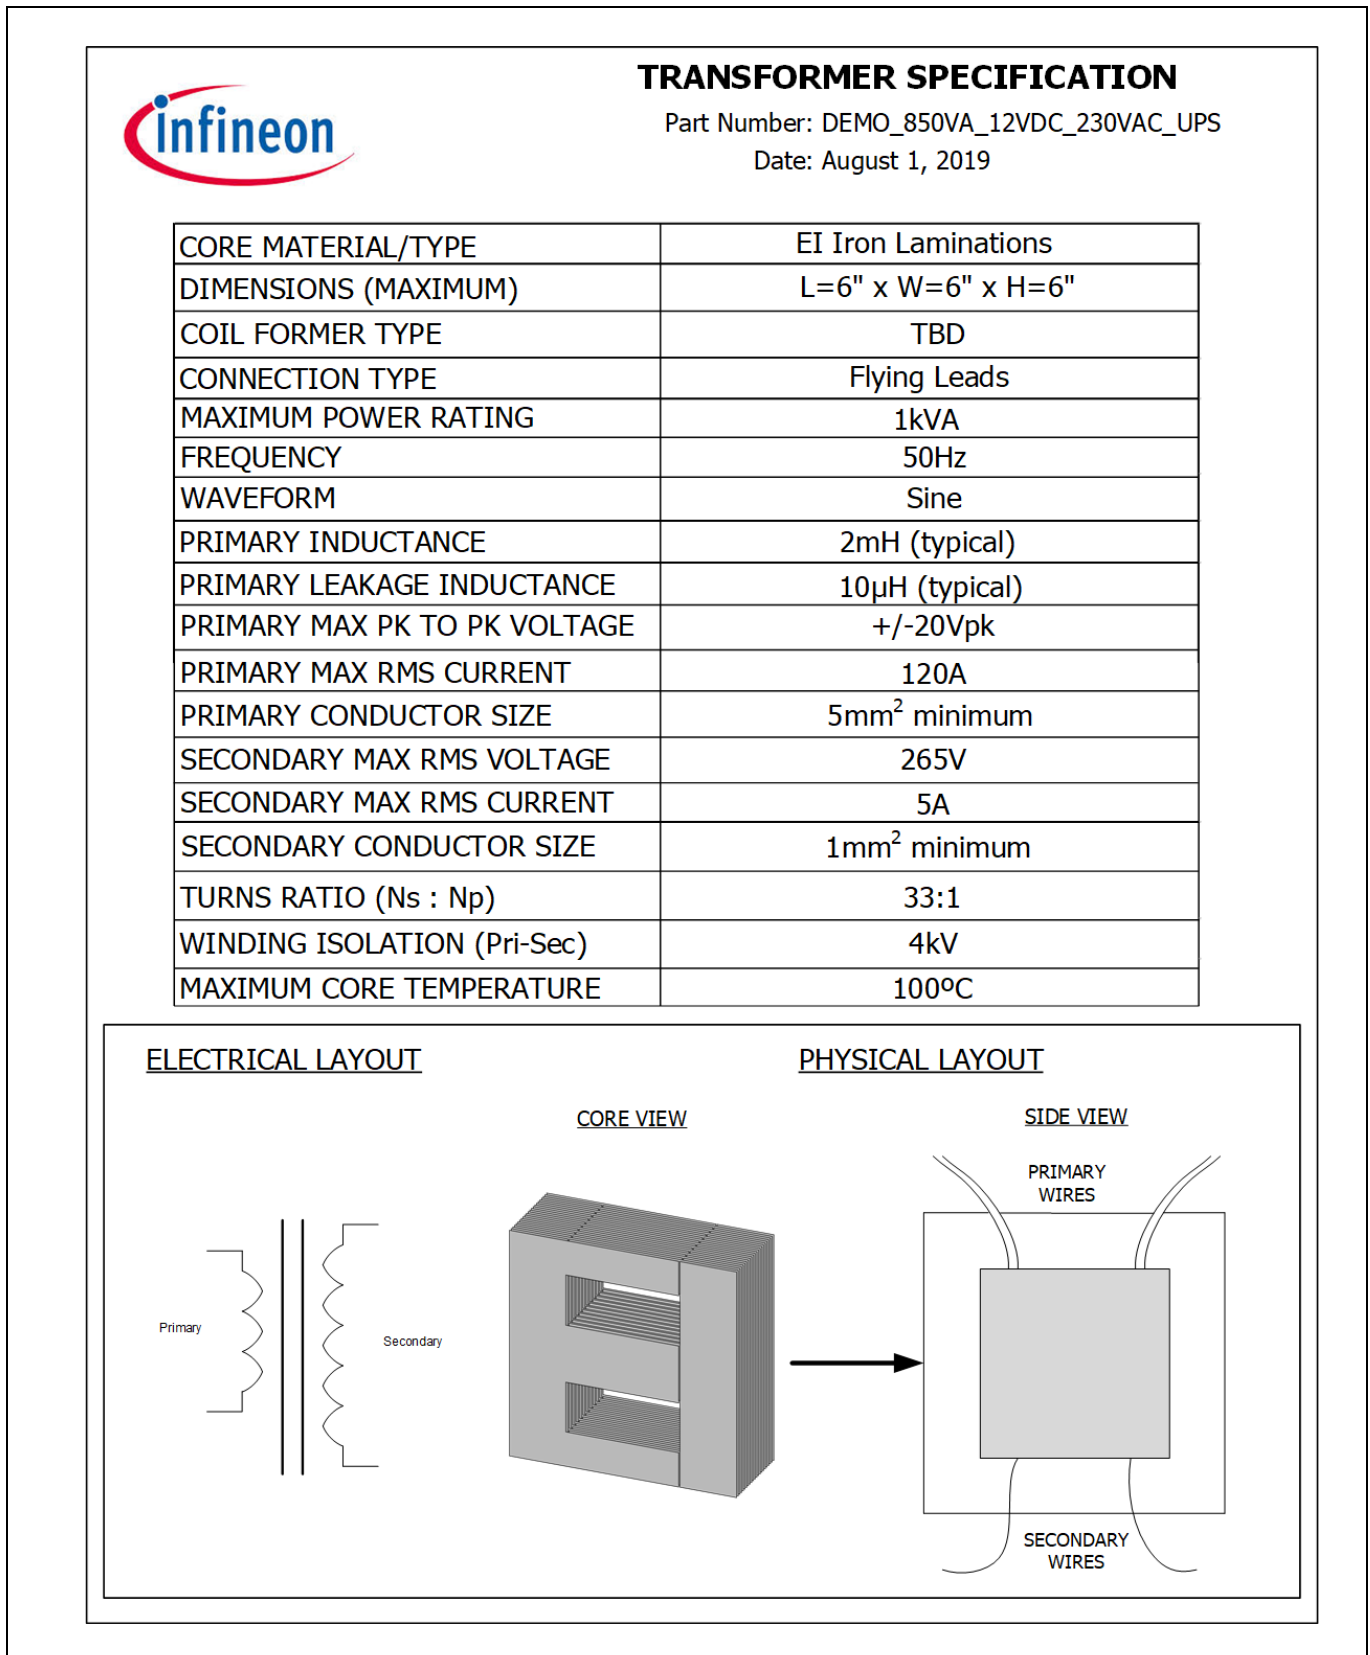 infineon
TRANSFORMER SPECIFICATION
Part Number: DEMO_850VA_12VDC_230VAC_UPS
Date: August 1, 2019
CORE MATERIAL/TYPE EI Iron Laminations
DIMENSIONS (MAXIMUM) L=6" x W=6" x H=6"
COIL FORMER TYPE TBD
CONNECTION TYPE Flying Leads
MAXIMUM POWER RATING 1kVA
FREQUENCY 50Hz
WAVEFORM Sine
PRIMARY INDUCTANCE 2mH (typical)
PRIMARY LEAKAGE INDUCTANCE 10µH (typical)
PRIMARY MAX PK TO PK VOLTAGE +/-20Vpk
PRIMARY MAX RMS CURRENT 120A
PRIMARY CONDUCTOR SIZE 5mm² minimum
SECONDARY MAX RMS VOLTAGE 265V
SECONDARY MAX RMS CURRENT 5A
SECONDARY CONDUCTOR SIZE 1mm² minimum
TURNS RATIO (Ns : Np) 33:1
WINDING ISOLATION (Pri-Sec) 4kV
MAXIMUM CORE TEMPERATURE 100ºC
ELECTRICAL LAYOUT
PHYSICAL LAYOUT
CORE VIEW
SIDE VIEW
PRIMARY
WIRES
Primary
Secondary
SECONDARY
WIRES